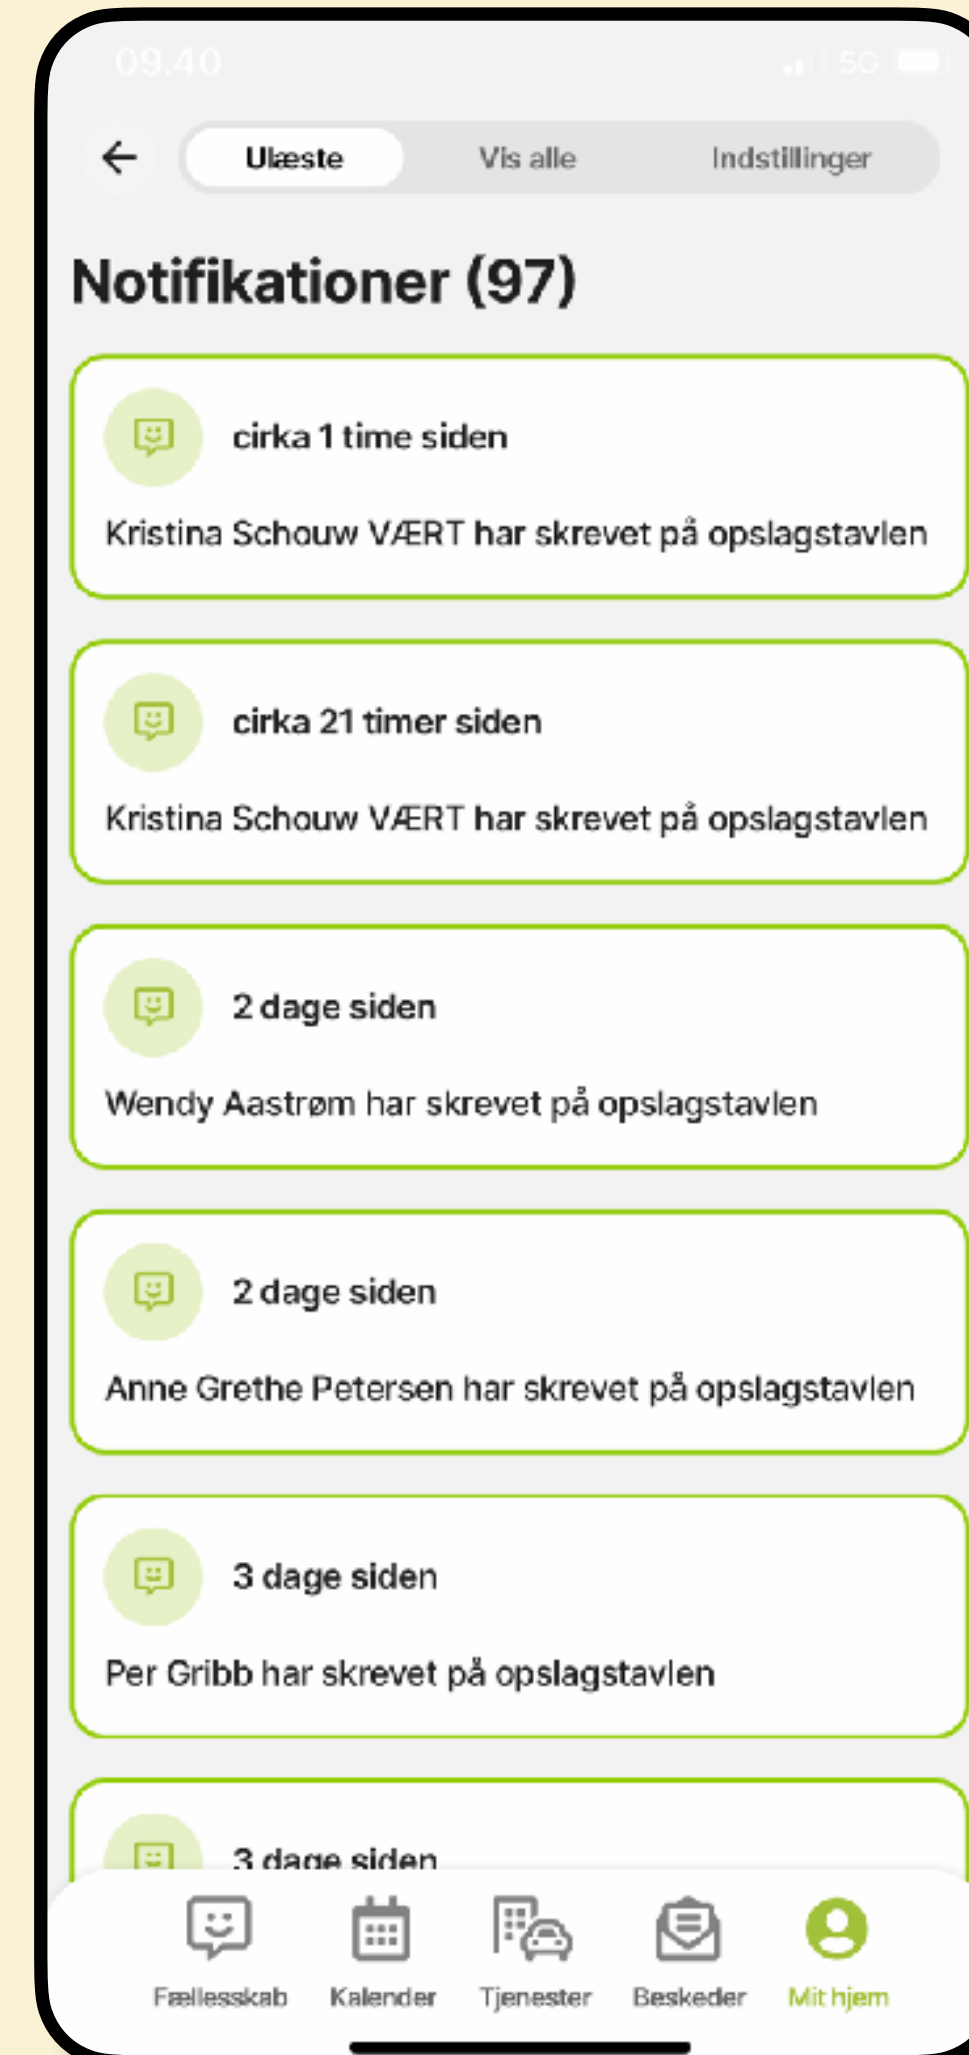 09.40 5G
Ulæste Vis alle Indstillinger
Notifikationer (97)
cirka 1 time siden
Kristina Schouw VÆRT har skrevet på opslagstavlen
cirka 21 timer siden
Kristina Schouw VÆRT har skrevet på opslagstavlen
2 dage siden
Wendy Aastrøm har skrevet på opslagstavlen
2 dage siden
Anne Grethe Petersen har skrevet på opslagstavlen
3 dage siden
Per Gribb har skrevet på opslagstavlen
3 dage siden
Fællesskab Kalender Tjenester Beskeder Mit hjem